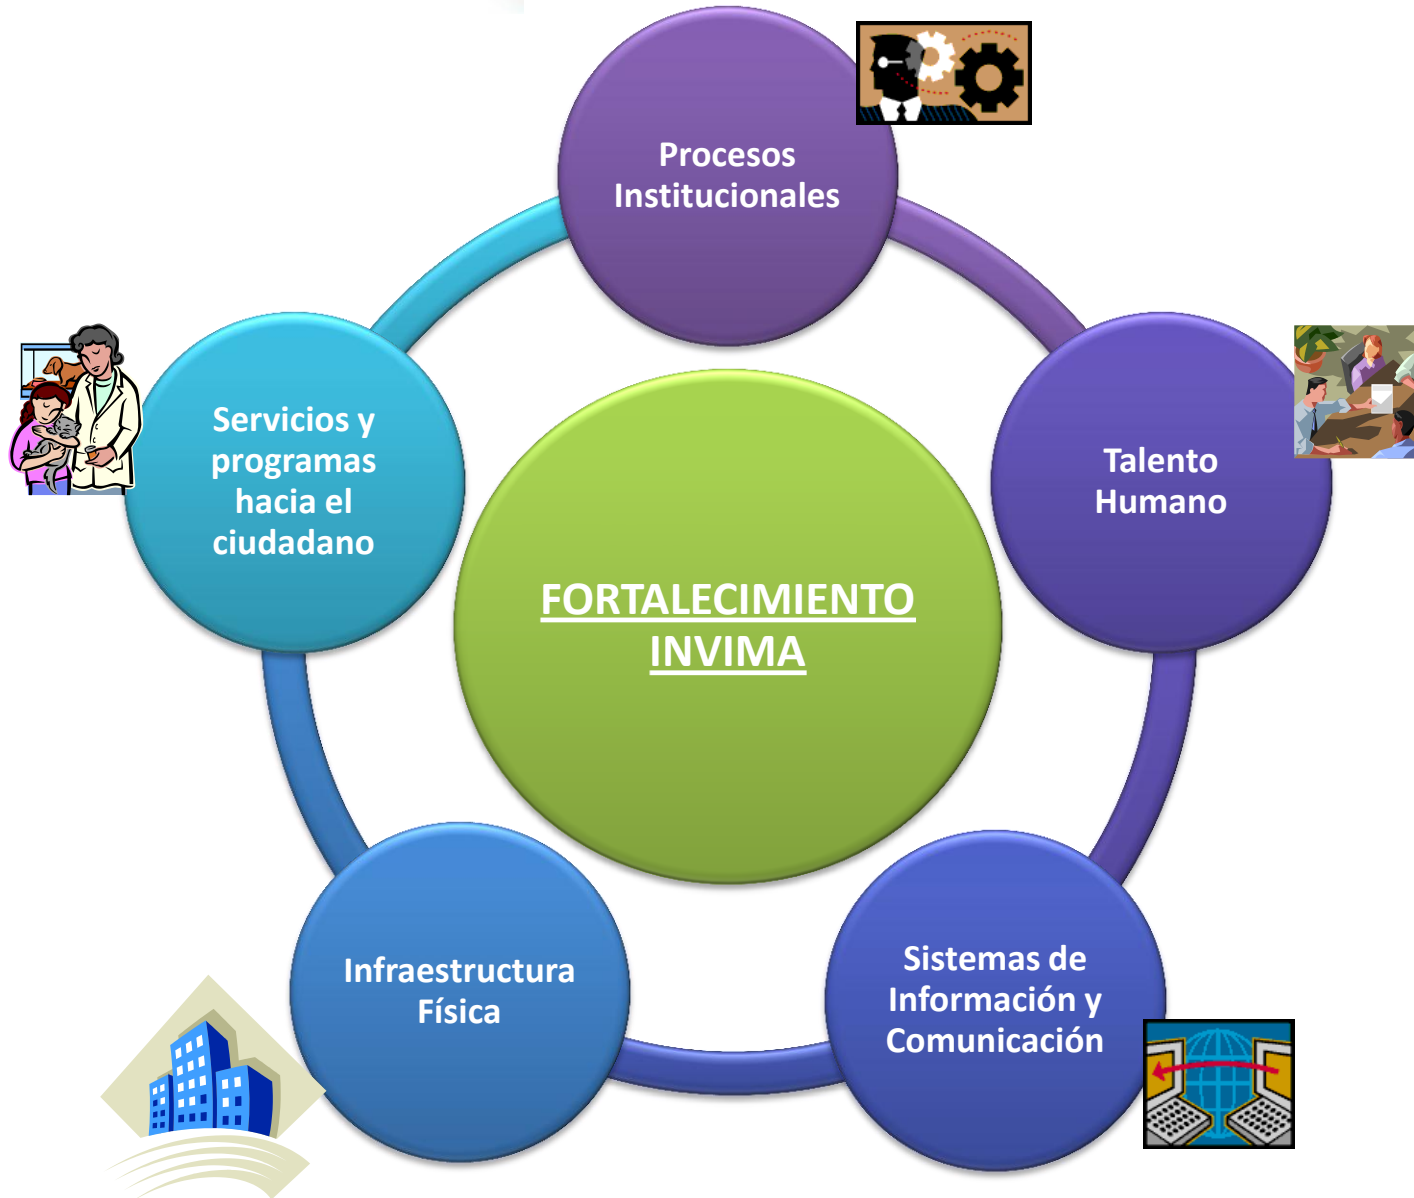 Procesos
Institucionales
Servicios y
programas
hacia el
ciudadano
Talento
Humano
FORTALECIMIENTO
INVIMA
Infraestructura
Física
Sistemas de
Información y
Comunicación